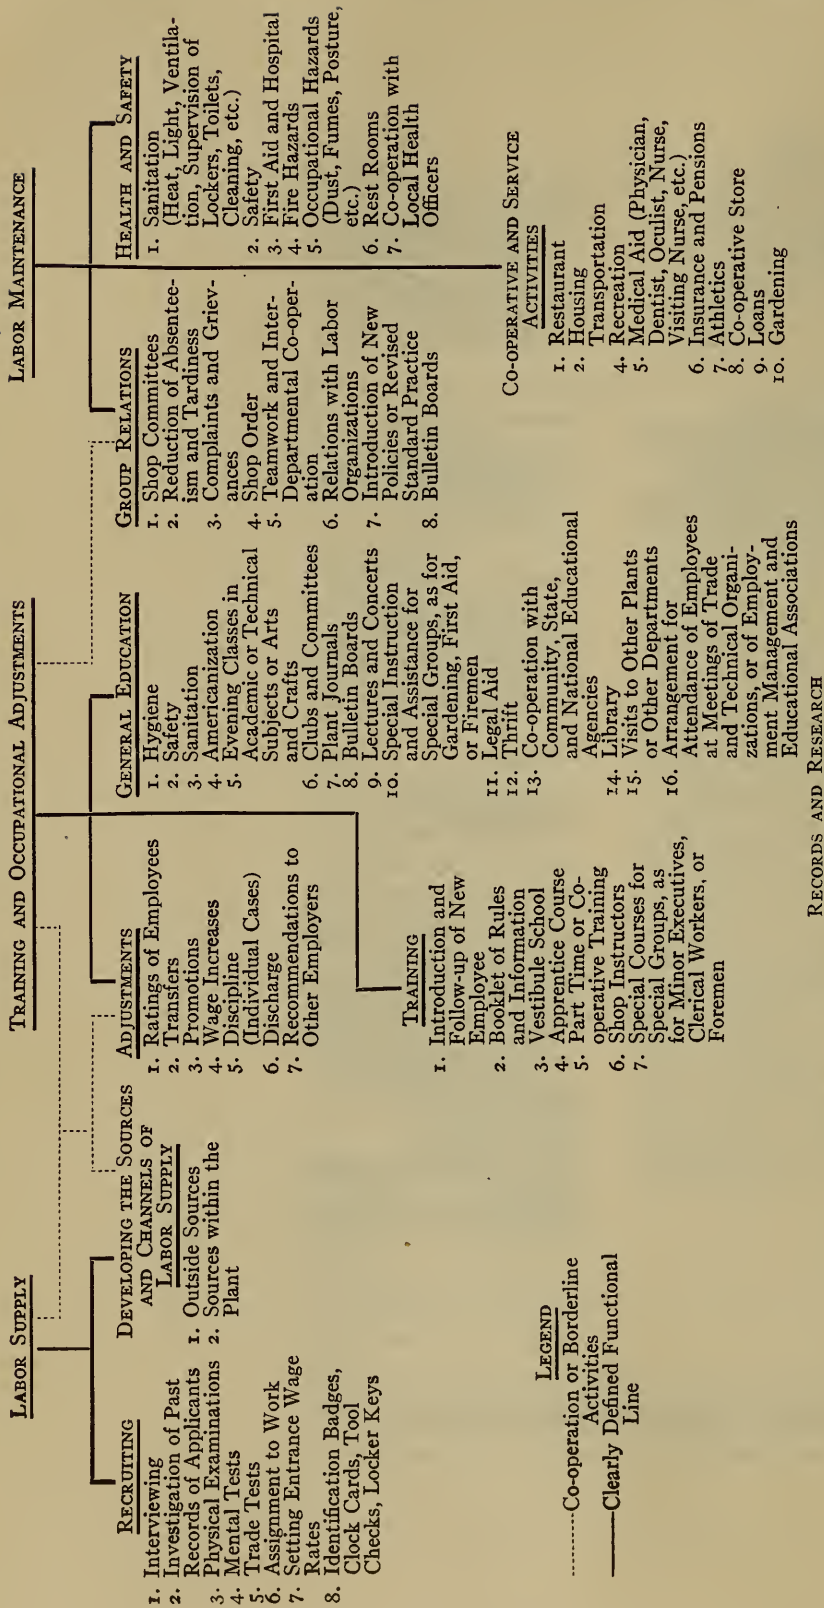 LABOR SUPPLY
RECRUITING
1. Interviewing
2. Investigation of Past
Records of Applicants
3. Physical Examinations
4. Mental Tests
5. Trade Tests
6. Assignment to Work
7. Setting Entrance Wage
Rates
8. Identification Badges,
Clock Cards, Tool
Checks, Locker Keys
DEVELOPING THE SOURCES
AND CHANNELS OF
LABOR SUPPLY
1. Outside Sources
2. Sources within the
Plant
TRAINING AND OCCUPATIONAL ADJUSTMENTS
ADJUSTMENTS
1. Ratings of Employees
2. Transfers
3. Promotions
4. Wage Increases
5. Discipline
(Individual Cases)
6. Discharge
7. Recommendations to
Other Employers
TRAINING
1. Introduction and
Follow-up of New
Employee
2. Booklet of Rules
and Information
3. Vestibule School
4. Apprentice Course
5. Part Time or Co-
operative Training
6. Shop Instructors
7. Special Courses for
Special Groups, as
for Minor Executives,
Clerical Workers, or
Foremen
GENERAL EDUCATION
1. Hygiene
2. Safety
3. Sanitation
4. Americanization
5. Evening Classes in
Academic or Technical
Subjects or Arts
and Crafts
6. Clubs and Committees
7. Plant Journals
8. Bulletin Boards
9. Lectures and Concerts
10. Special Instruction
and Assistance for
Special Groups, as for
Gardening, First Aid,
or Firemen
11. Legal Aid
12. Thrift
13. Co-operation with
Community, State,
and National Educational
Agencies
14. Library
15. Visits to Other Plants
or Other Departments
16. Arrangement for
Attendance of Employees
at Meetings of Trade
and Technical Organi-
zations, or of Employ-
ment Management and
Educational Associations
LABOR MAINTENANCE
GROUP RELATIONS
1. Shop Committees
2. Reduction of Absentee-
ism and Tardiness
3. Complaints and Griev-
ances
4. Shop Order
5. Teamwork and Inter-
Departmental Co-oper-
ation
6. Relations with Labor
Organizations
7. Introduction of New
Policies or Revised
Standard Practice
8. Bulletin Boards
HEALTH AND SAFETY
1. Sanitation
(Heat, Light, Ventila-
tion, Supervision of
Lockers, Toilets,
Cleaning, etc.)
2. Safety
3. First Aid and Hospital
4. Fire Hazards
5. Occupational Hazards
(Dust, Fumes, Posture,
etc.)
6. Rest Rooms
7. Co-operation with
Local Health
Officers
CO-OPERATIVE AND SERVICE
ACTIVITIES
1. Restaurant
2. Housing
Transportation
4. Recreation
5. Medical Aid (Physician,
Dentist, Oculist, Nurse,
Visiting Nurse, etc.)
6. Insurance and Pensions
7. Athletics
8. Co-operative Store
9. Loans
10. Gardening
LEGEND
Co-operation or Borderline
Activities
Clearly Defined Functional
Line
RECORDS AND RESEARCH